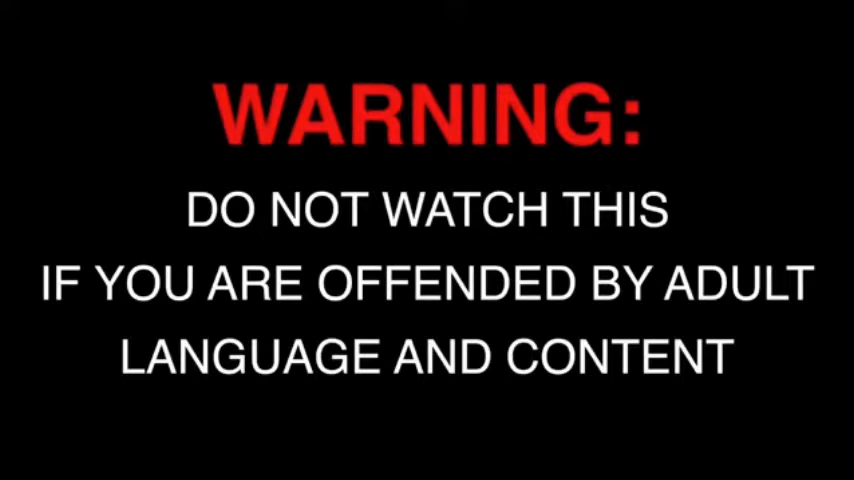 WARNING:
DO NOT WATCH THIS
IF YOU ARE OFFENDED BY ADULT
LANGUAGE AND CONTENT